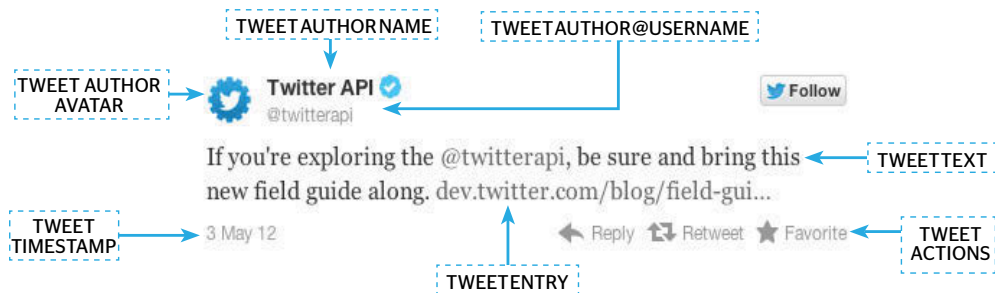 TWEET AUTHOR NAME
TWEET AUTHOR @USERNAME
TWEET AUTHOR
AVATAR
Twitter API
@twitterapi
Follow
If you're exploring the @twitterapi, be sure and bring this
new field guide along. dev.twitter.com/blog/field-gui...
TWEET TEXT
TWEET
TIMESTAMP
3 May 12
Reply Retweet Favorite
TWEET
ACTIONS
TWEET ENTRY